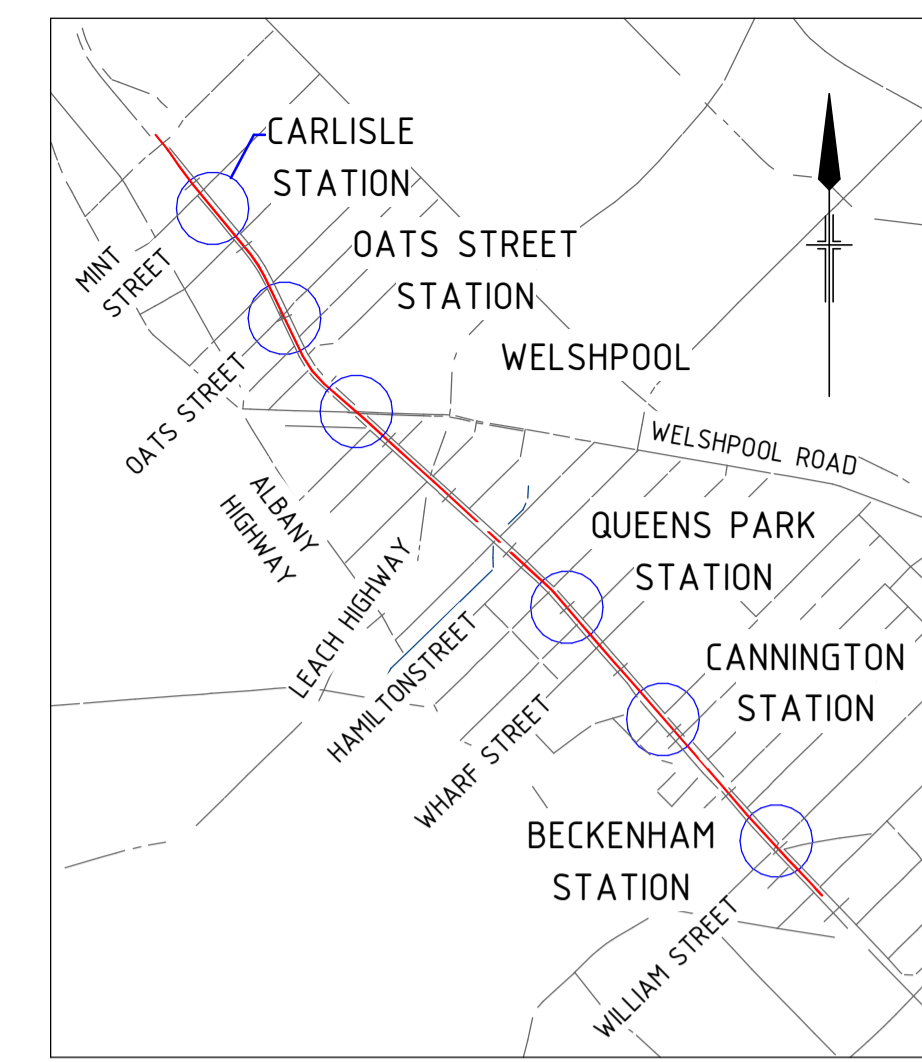 CARLISLE
STATION
OATS STREET
STATION
MINT
STREET
WELSHPOOL
OATS STREET
WELSHPOOL ROAD
ALBANY
HIGHWAY
QUEENS PARK
STATION
LEACH HIGHWAY
HAMILTONSTREET
CANNINGTON
STATION
WHARF STREET
BECKENHAM
STATION
WILLIAM STREET